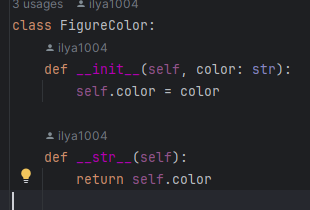 3 usages ilya1004
class FigureColor:
ilya1004
def __init__(self, color: str):
self.color = color
ilya1004
def __str__(self):
return self.color